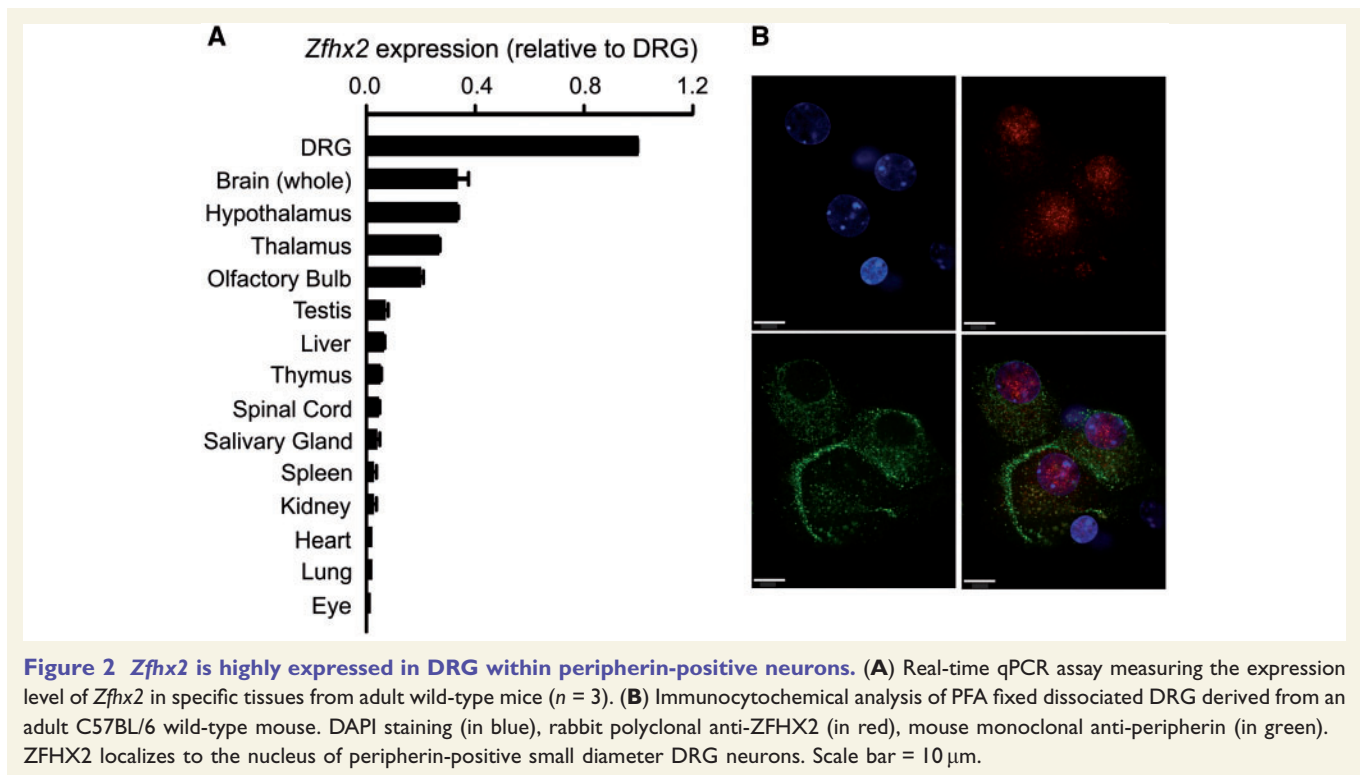 A
B
Zfhx2 expression (relative to DRG)
0.0 0.4 0.8 1.2
DRG
Brain (whole)
Hypothalamus
Thalamus
Olfactory Bulb
Testis
Liver
Thymus
Spinal Cord
Salivary Gland
Spleen
Kidney
Heart
Lung
Eye
Figure 2 Zfhx2 is highly expressed in DRG within peripherin-positive neurons. (A) Real-time qPCR assay measuring the expression
level of Zfhx2 in specific tissues from adult wild-type mice (n = 3). (B) Immunocytochemical analysis of PFA fixed dissociated DRG derived from an
adult C57BL/6 wild-type mouse. DAPI staining (in blue), rabbit polyclonal anti-ZFHX2 (in red), mouse monoclonal anti-peripherin (in green).
ZFHX2 localizes to the nucleus of peripherin-positive small diameter DRG neurons. Scale bar = 10 μm.